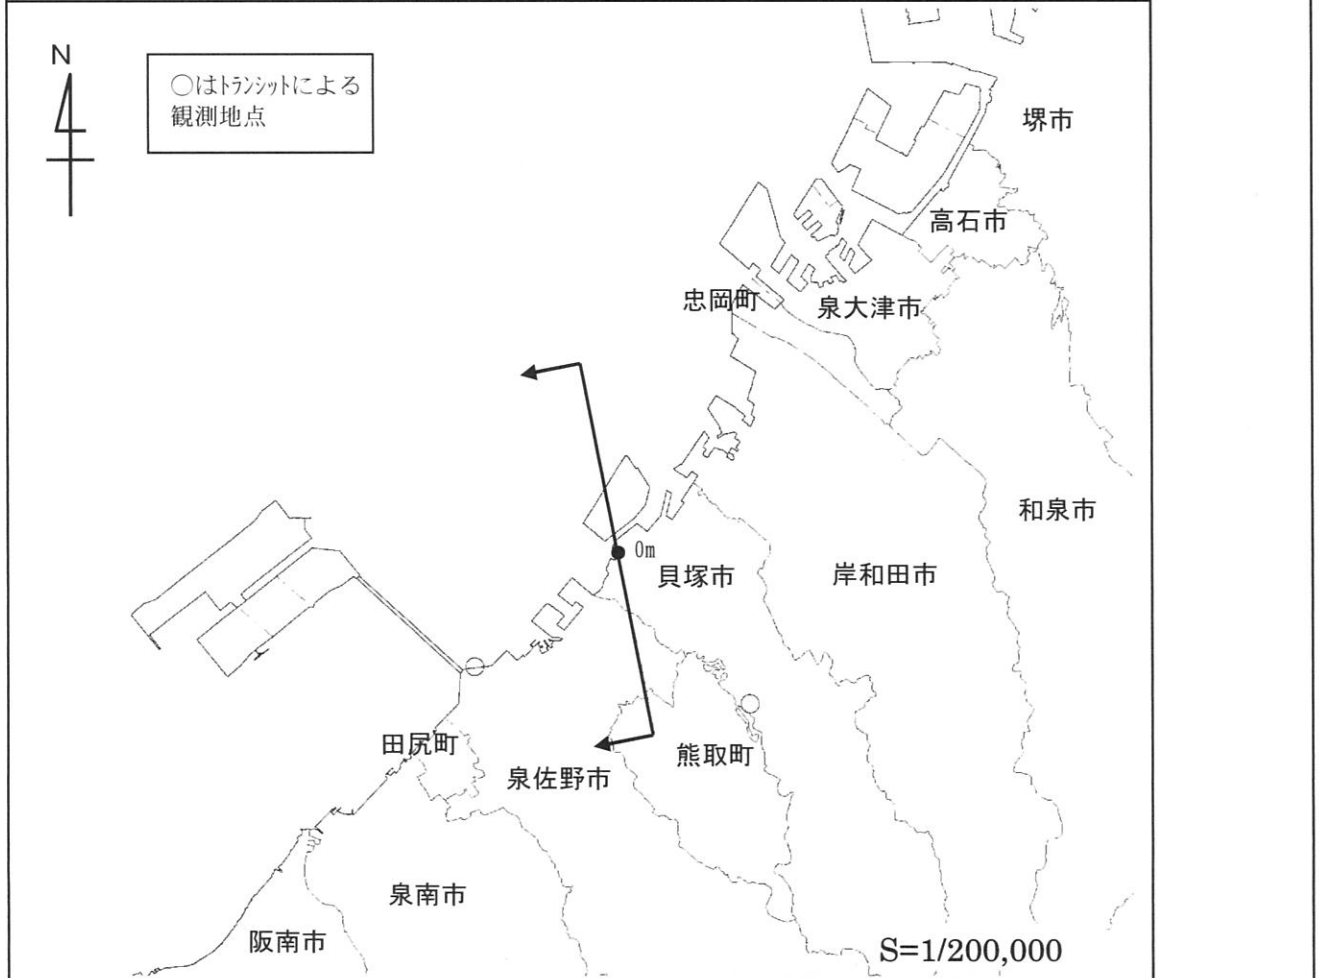 N
○はトランシットによる
観測地点
堺市
高石市
忠岡町
泉大津市
和泉市
0m
貝塚市
岸和田市
田尻町
泉佐野市
熊取町
泉南市
阪南市
S=1/200,000